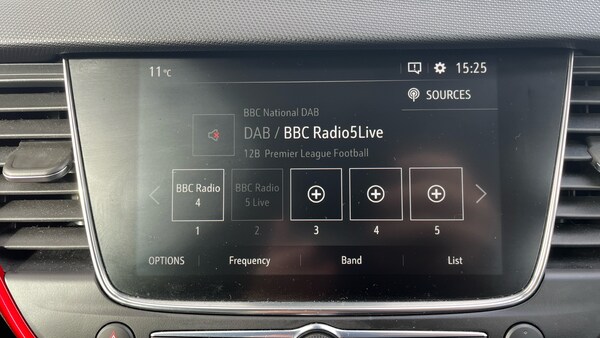 11 °C
15:25
SOURCES
BBC National DAB
DAB / BBC Radio5Live
12B Premier League Football
BBC Radio 4
BBC Radio 5 Live
1 2 3 4 5
OPTIONS Frequency Band List